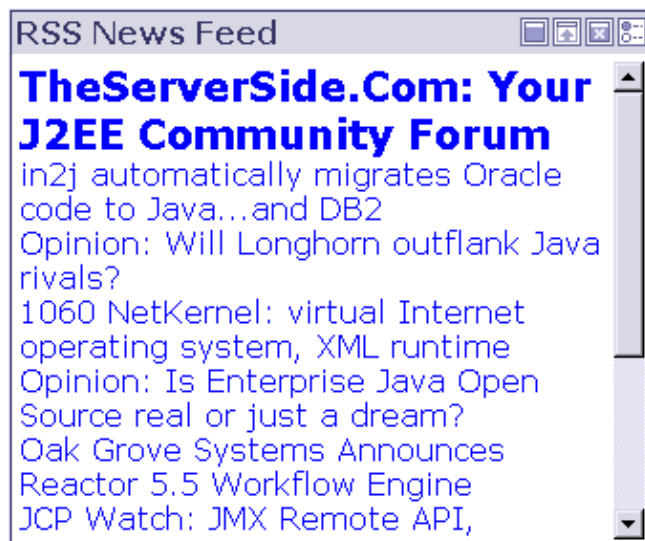 RSS News Feed
TheServerSide.Com: Your
J2EE Community Forum
in2j automatically migrates Oracle
code to Java...and DB2
Opinion: Will Longhorn outflank Java
rivals?
1060 NetKernel: virtual Internet
operating system, XML runtime
Opinion: Is Enterprise Java Open
Source real or just a dream?
Oak Grove Systems Announces
Reactor 5.5 Workflow Engine
JCP Watch: JMX Remote API,